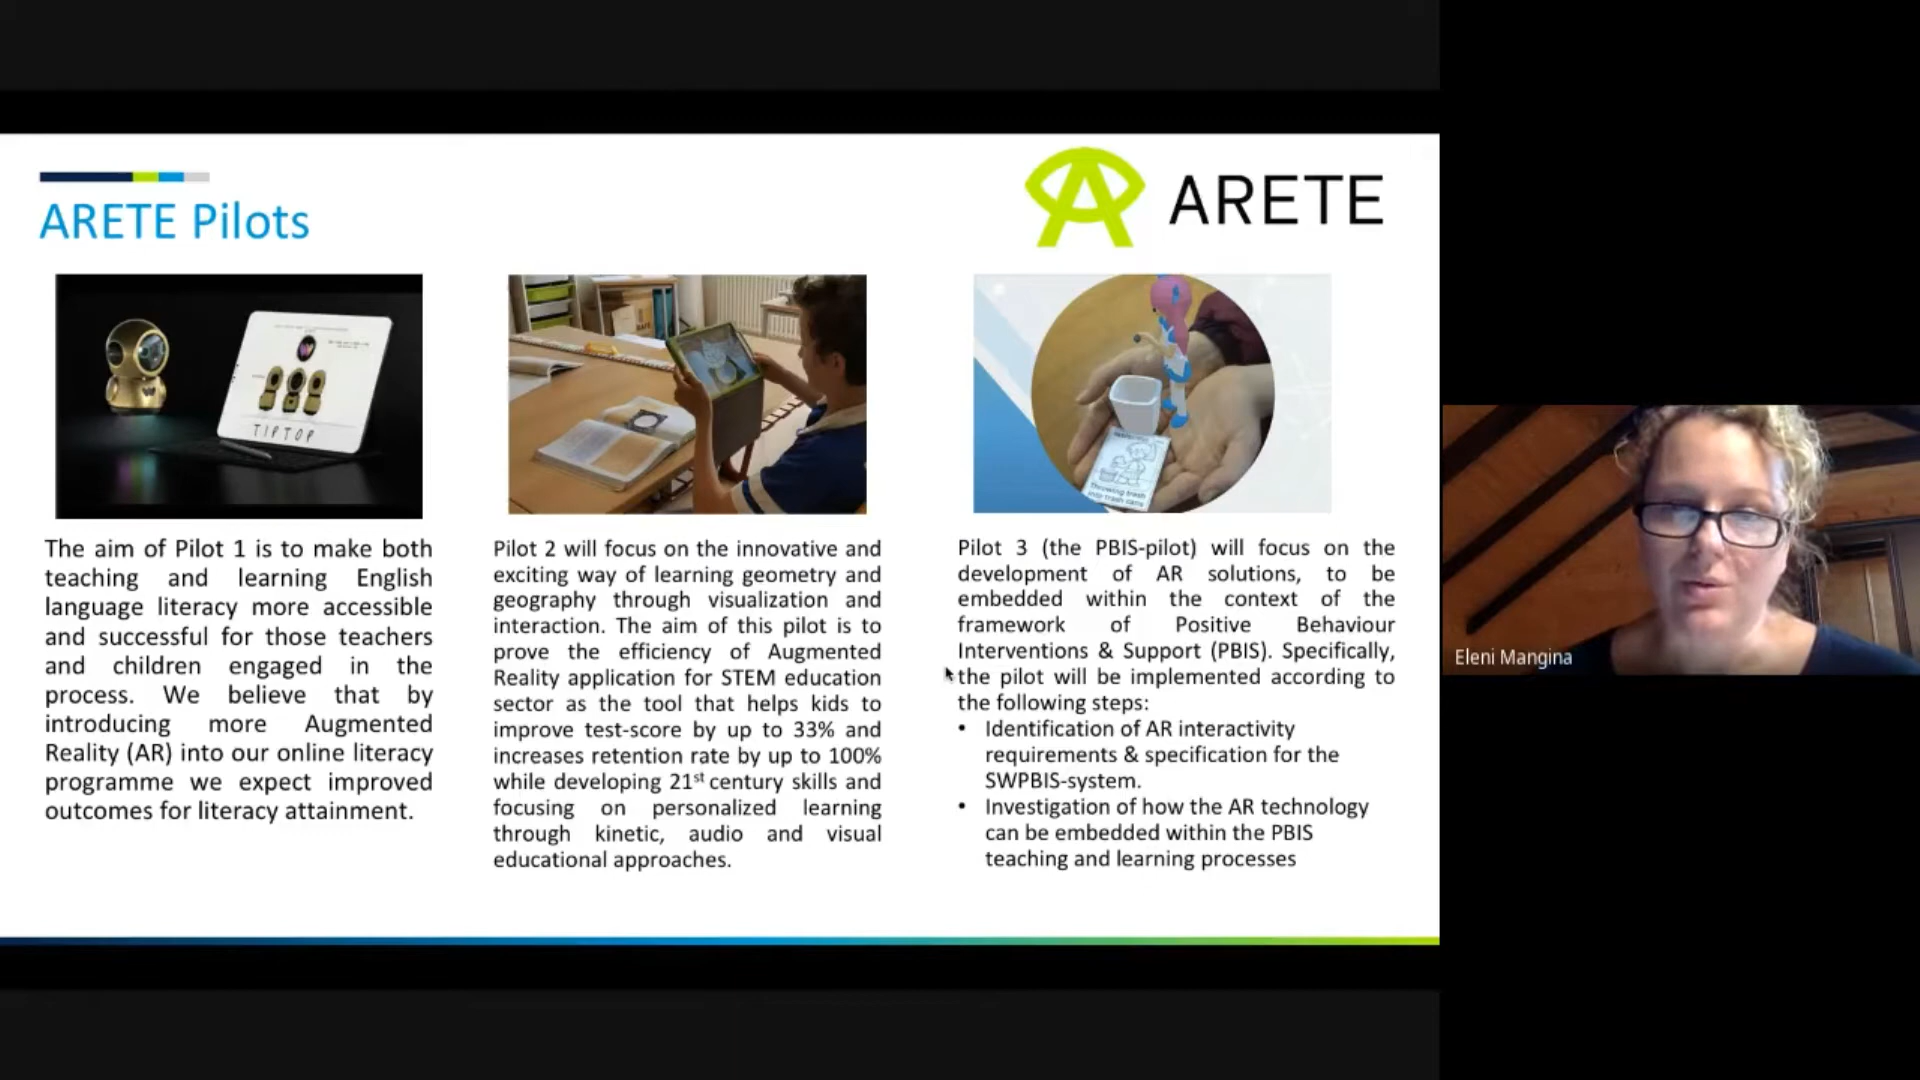 ARETE Pilots
ARETE
TIPTOP
The aim of Pilot 1 is to make both
teaching and learning English
language literacy more accessible
and successful for those teachers
and children engaged in the
process. We believe that by
introducing more Augmented
Reality (AR) into our online literacy
programme we expect improved
outcomes for literacy attainment.
Pilot 2 will focus on the innovative and
exciting way of learning geometry and
geography through visualization and
interaction. The aim of this pilot is to
prove the efficiency of Augmented
Reality application for STEM education
sector as the tool that helps kids to
improve test-score by up to 33% and
increases retention rate by up to 100%
while developing 21st century skills and
focusing on personalized learning
through kinetic, audio and visual
educational approaches.
Throwing trash
into trash cans
Pilot 3 (the PBIS-pilot) will focus on the
development of AR solutions, to be
embedded within the context of the
framework of Positive Behaviour
Interventions & Support (PBIS). Specifically,
the pilot will be implemented according to
the following steps:
• Identification of AR interactivity
requirements & specification for the
SWPBIS-system.
• Investigation of how the AR technology
can be embedded within the PBIS
teaching and learning processes
Eleni Mangina